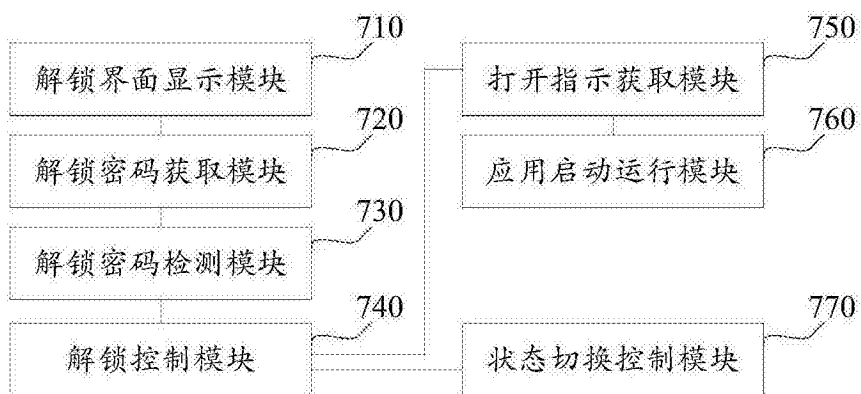 710
解锁界面显示模块
720
解锁密码获取模块
730
解锁密码检测模块
740
解锁控制模块
750
打开指示获取模块
760
应用启动运行模块
770
状态切换控制模块